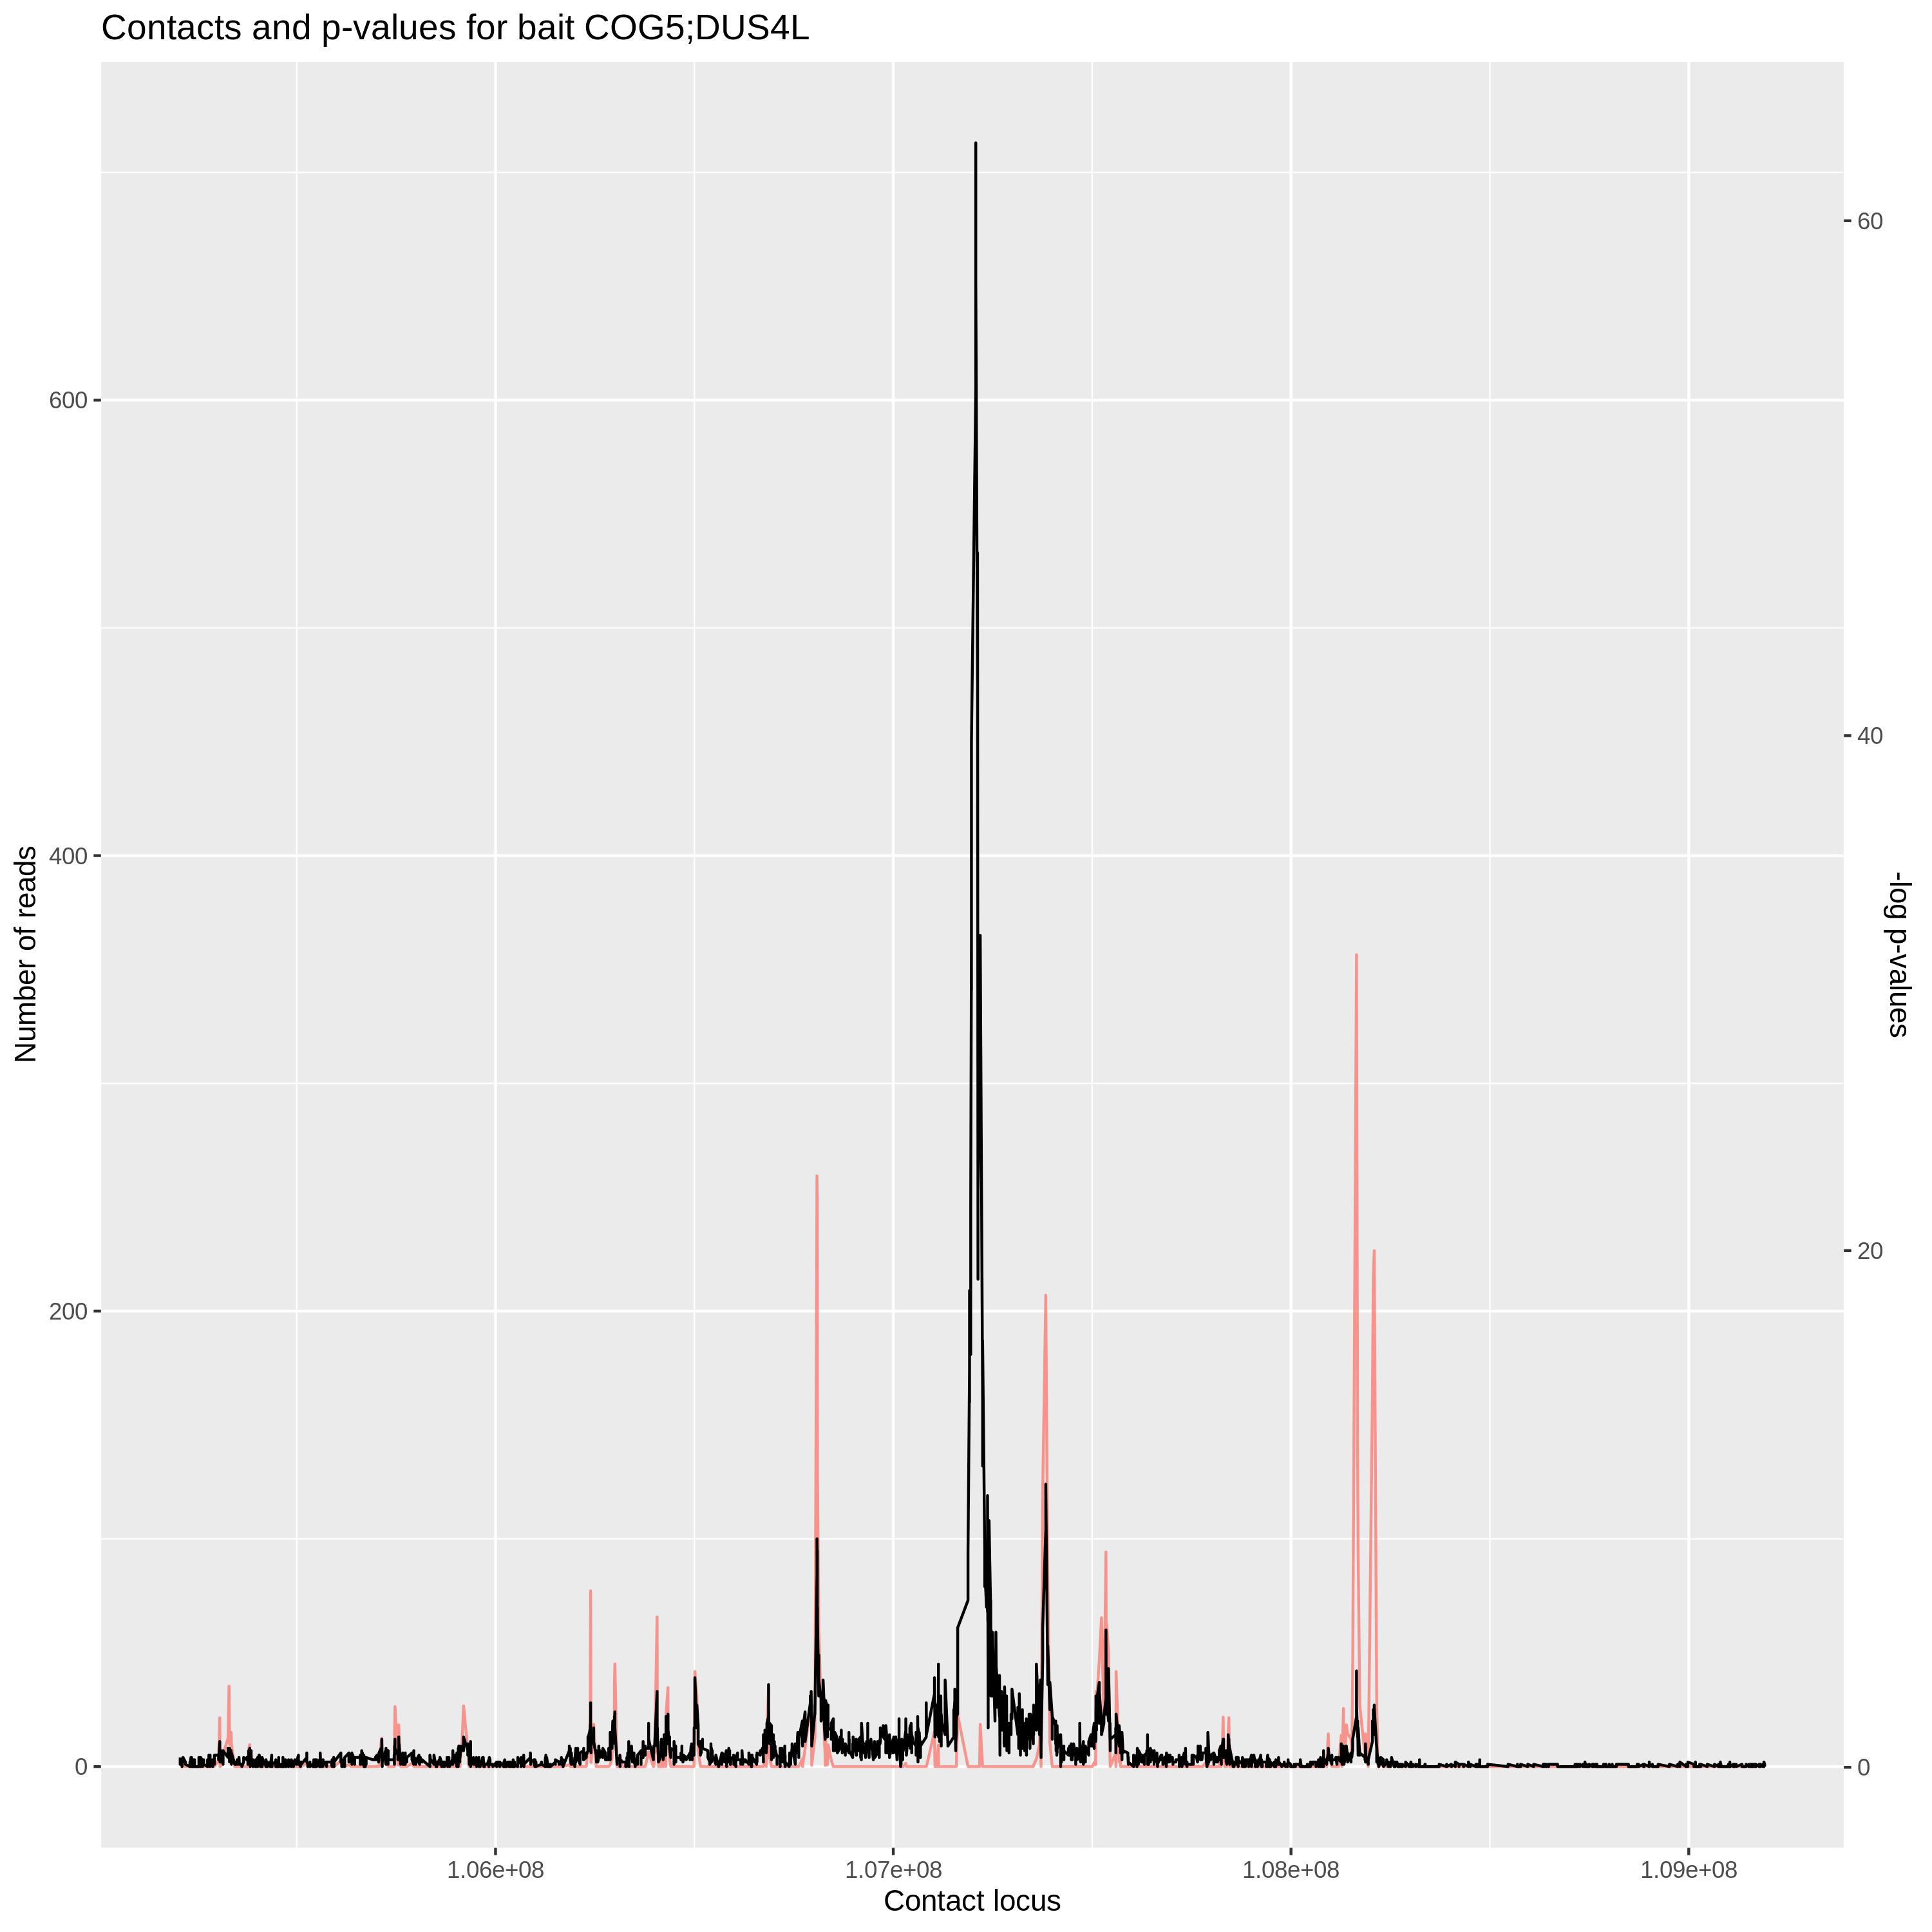 Contacts and p-values for bait COG5;DUS4L
600
400
200
0
Number of reads
60
40
20
0
-log p-values
1.06e+08
1.07e+08
1.08e+08
1.09e+08
Contact locus